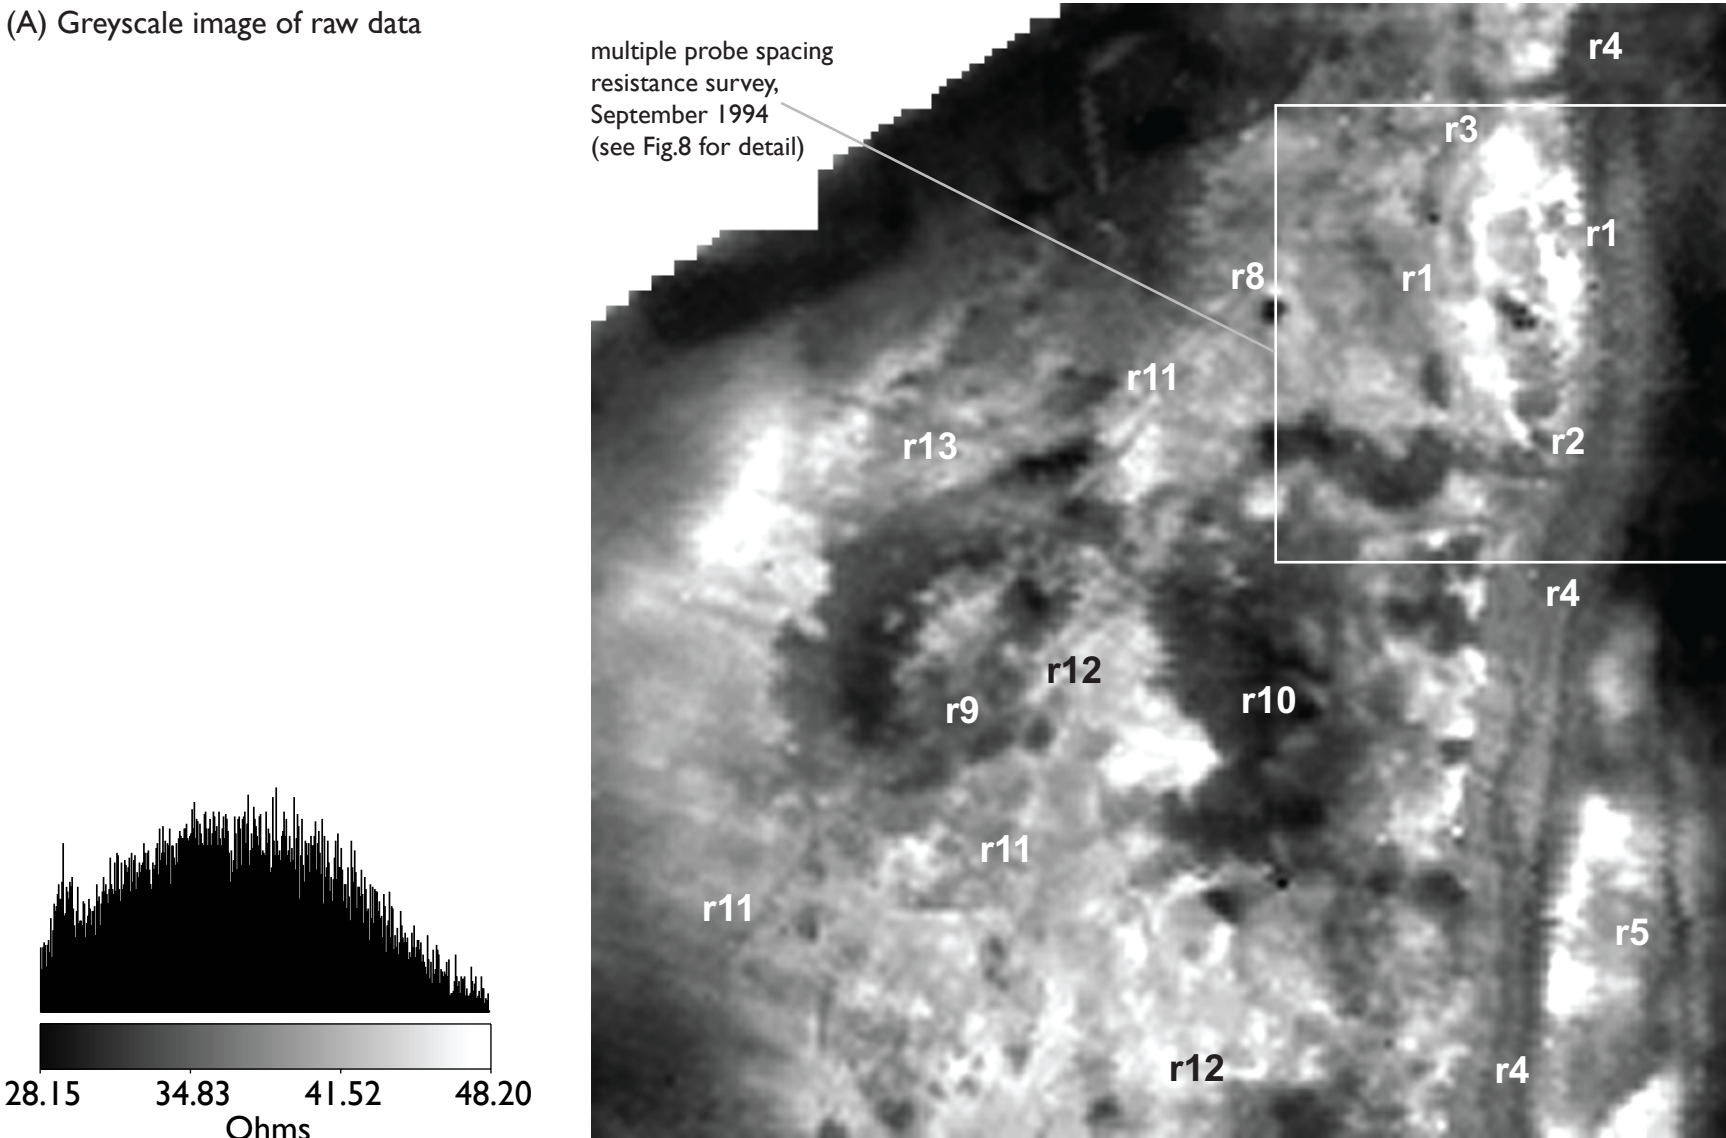 (A) Greyscale image of raw data
multiple probe spacing
resistance survey,
September 1994
(see Fig.8 for detail)
r4
r3
r1
r8
r1
r11
r13
r2
r4
r12
r9
r10
r11
r11
r5
r12
r4
28.15 34.83 41.52 48.20
Ohms